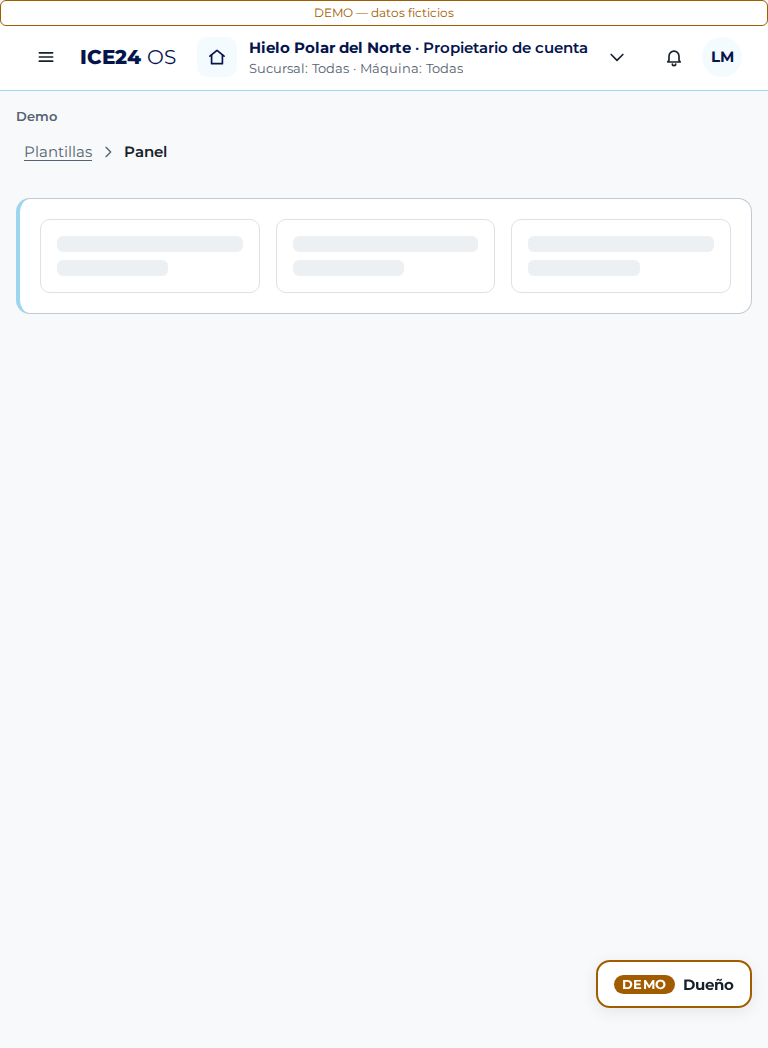 DEMO — datos ficticios
ICE24 OS
Hielo Polar del Norte · Propietario de cuenta
Sucursal: Todas · Máquina: Todas
LM
Demo
Plantillas > Panel
DEMO Dueño